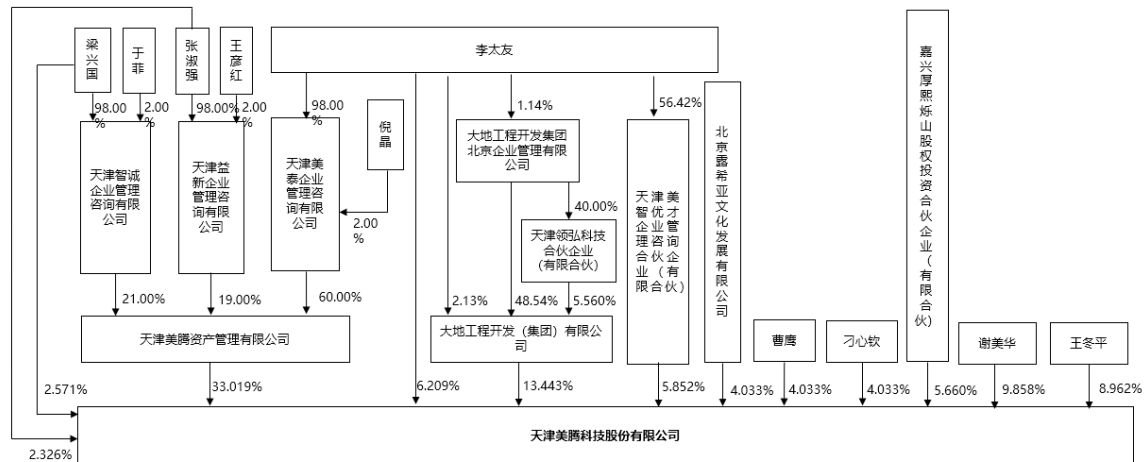 梁兴国
于菲
张淑强
王彦红
李太友
98.00%
2.00%
98.00%
2.00%
98.00%
倪晶
2.00%
1.14%
56.42%
天津智诚
企业管理
咨询有限
公司
天津益
新企业
管理咨
询有限
公司
天津美
泰企业
管理咨
询有限
公司
大地工程开发集团
北京企业管理有限
公司
40.00%
天津领弘科技
合伙企业
（有限合伙）
天津美
智优才
企业管
理咨询
合伙企
业（有
限合伙）
北京露希亚文化发展有限公司
嘉兴厚熙烁山股权投资合伙企业（有限合伙）
21.00%
19.00%
60.00%
2.13%
48.54%
5.560%
天津美腾资产管理有限公司
大地工程开发（集团）有限公
司
曹鹰
刁心钦
谢美华
王冬平
2.571%
33.019%
6.209%
13.443%
5.852%
4.033%
4.033%
4.033%
5.660%
9.858%
8.962%
天津美腾科技股份有限公司
2.326%